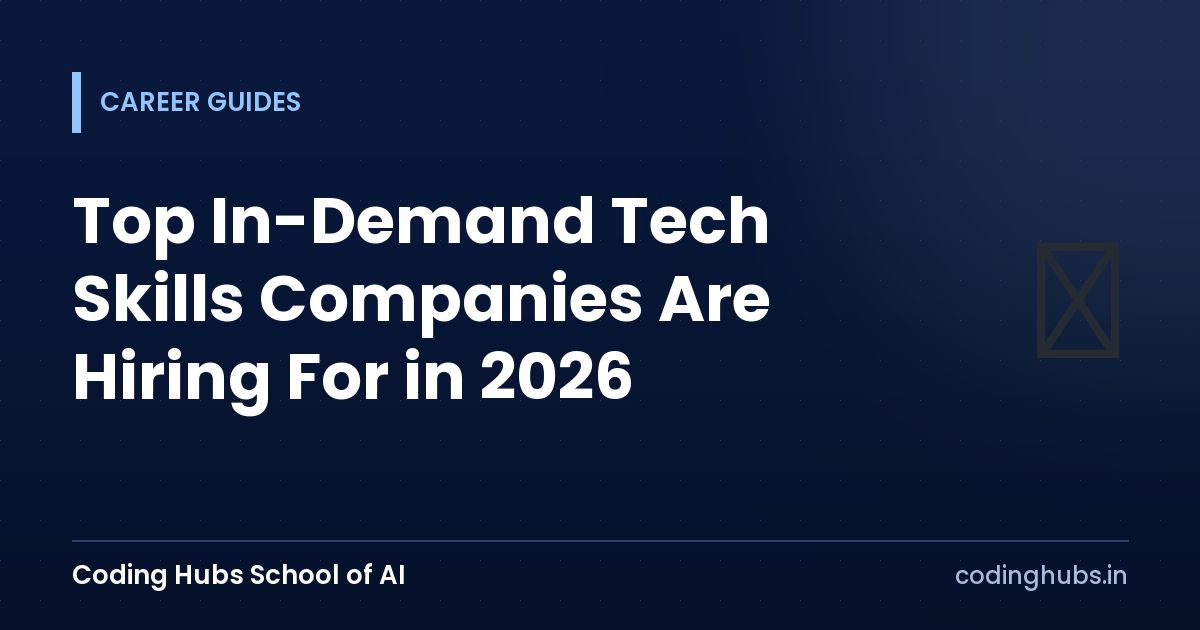 CAREER GUIDES
Top In-Demand Tech
Skills Companies Are
Hiring For in 2026
Coding Hubs School of AI
codinghubs.in